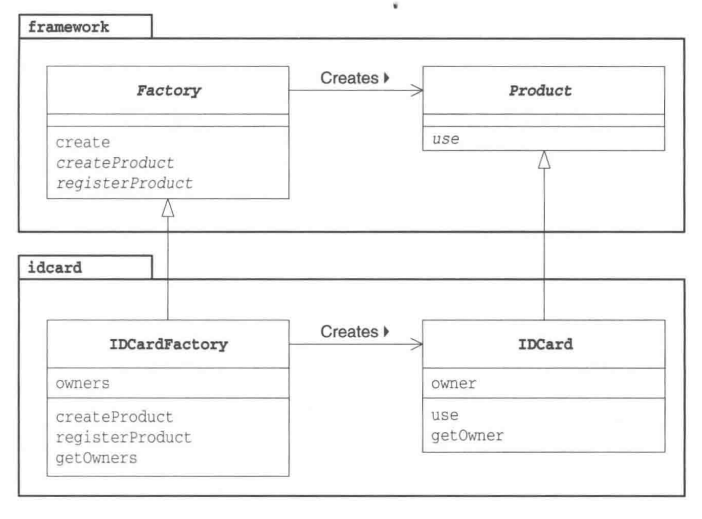 framework
Factory
Creates ▶
Product
create
createProduct
registerProduct
use
idcard
IDCardFactory
Creates ▶
IDCard
owners
owner
createProduct
registerProduct
getOwners
use
getOwner